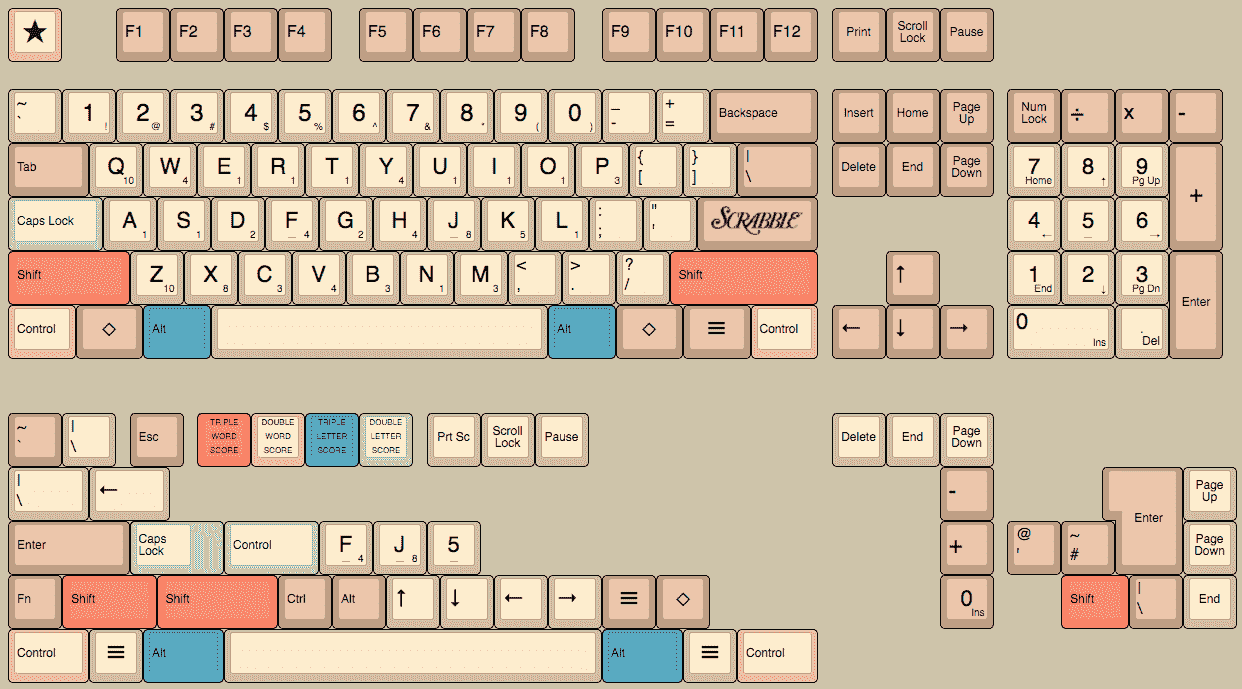 ★ F1 F2 F3 F4 F5 F6 F7 F8 F9 F10 F11 F12 Print Scroll Lock Pause
~ ` 1 ! 2 @ 3 # 4 $ 5 % 6 ^ 7 & 8 * 9 ( 0 ) _ - + = Backspace Insert Home Page Up Num Lock ÷ x -
Tab Q 10 W 4 E 1 R 1 T 1 Y 4 U 1 I 1 O 1 P 3 { [ } ] | \ Delete End Page Down 7 Home 8 ↑ 9 Pg Up +
Caps Lock A 1 S 1 D 2 F 4 G 2 H 4 J 8 K 5 L 1 : ; " ' SCRABBLE 4 ← 5 6 →
Shift Z 10 X 8 C 3 V 4 B 3 N 1 M 3 < , > . ? / Shift ↑ 1 End 2 ↓ 3 Pg Dn Enter
Control ◇ Alt Alt ◇ ≡ Control ← ↓ → 0 Ins . Del
~ ` | \ Esc TRIPLE WORD SCORE DOUBLE WORD SCORE TRIPLE LETTER SCORE DOUBLE LETTER SCORE Prt Sc Scroll Lock Pause Delete End Page Down
| \ ← - Enter Page Up
Enter Caps Lock Control F 4 J 8 5 + @ ' ~ # Page Down
Fn Shift Shift Ctrl Alt ↑ ↓ ← → ≡ ◇ 0 Ins Shift | \ End
Control ≡ Alt Alt ≡ Control